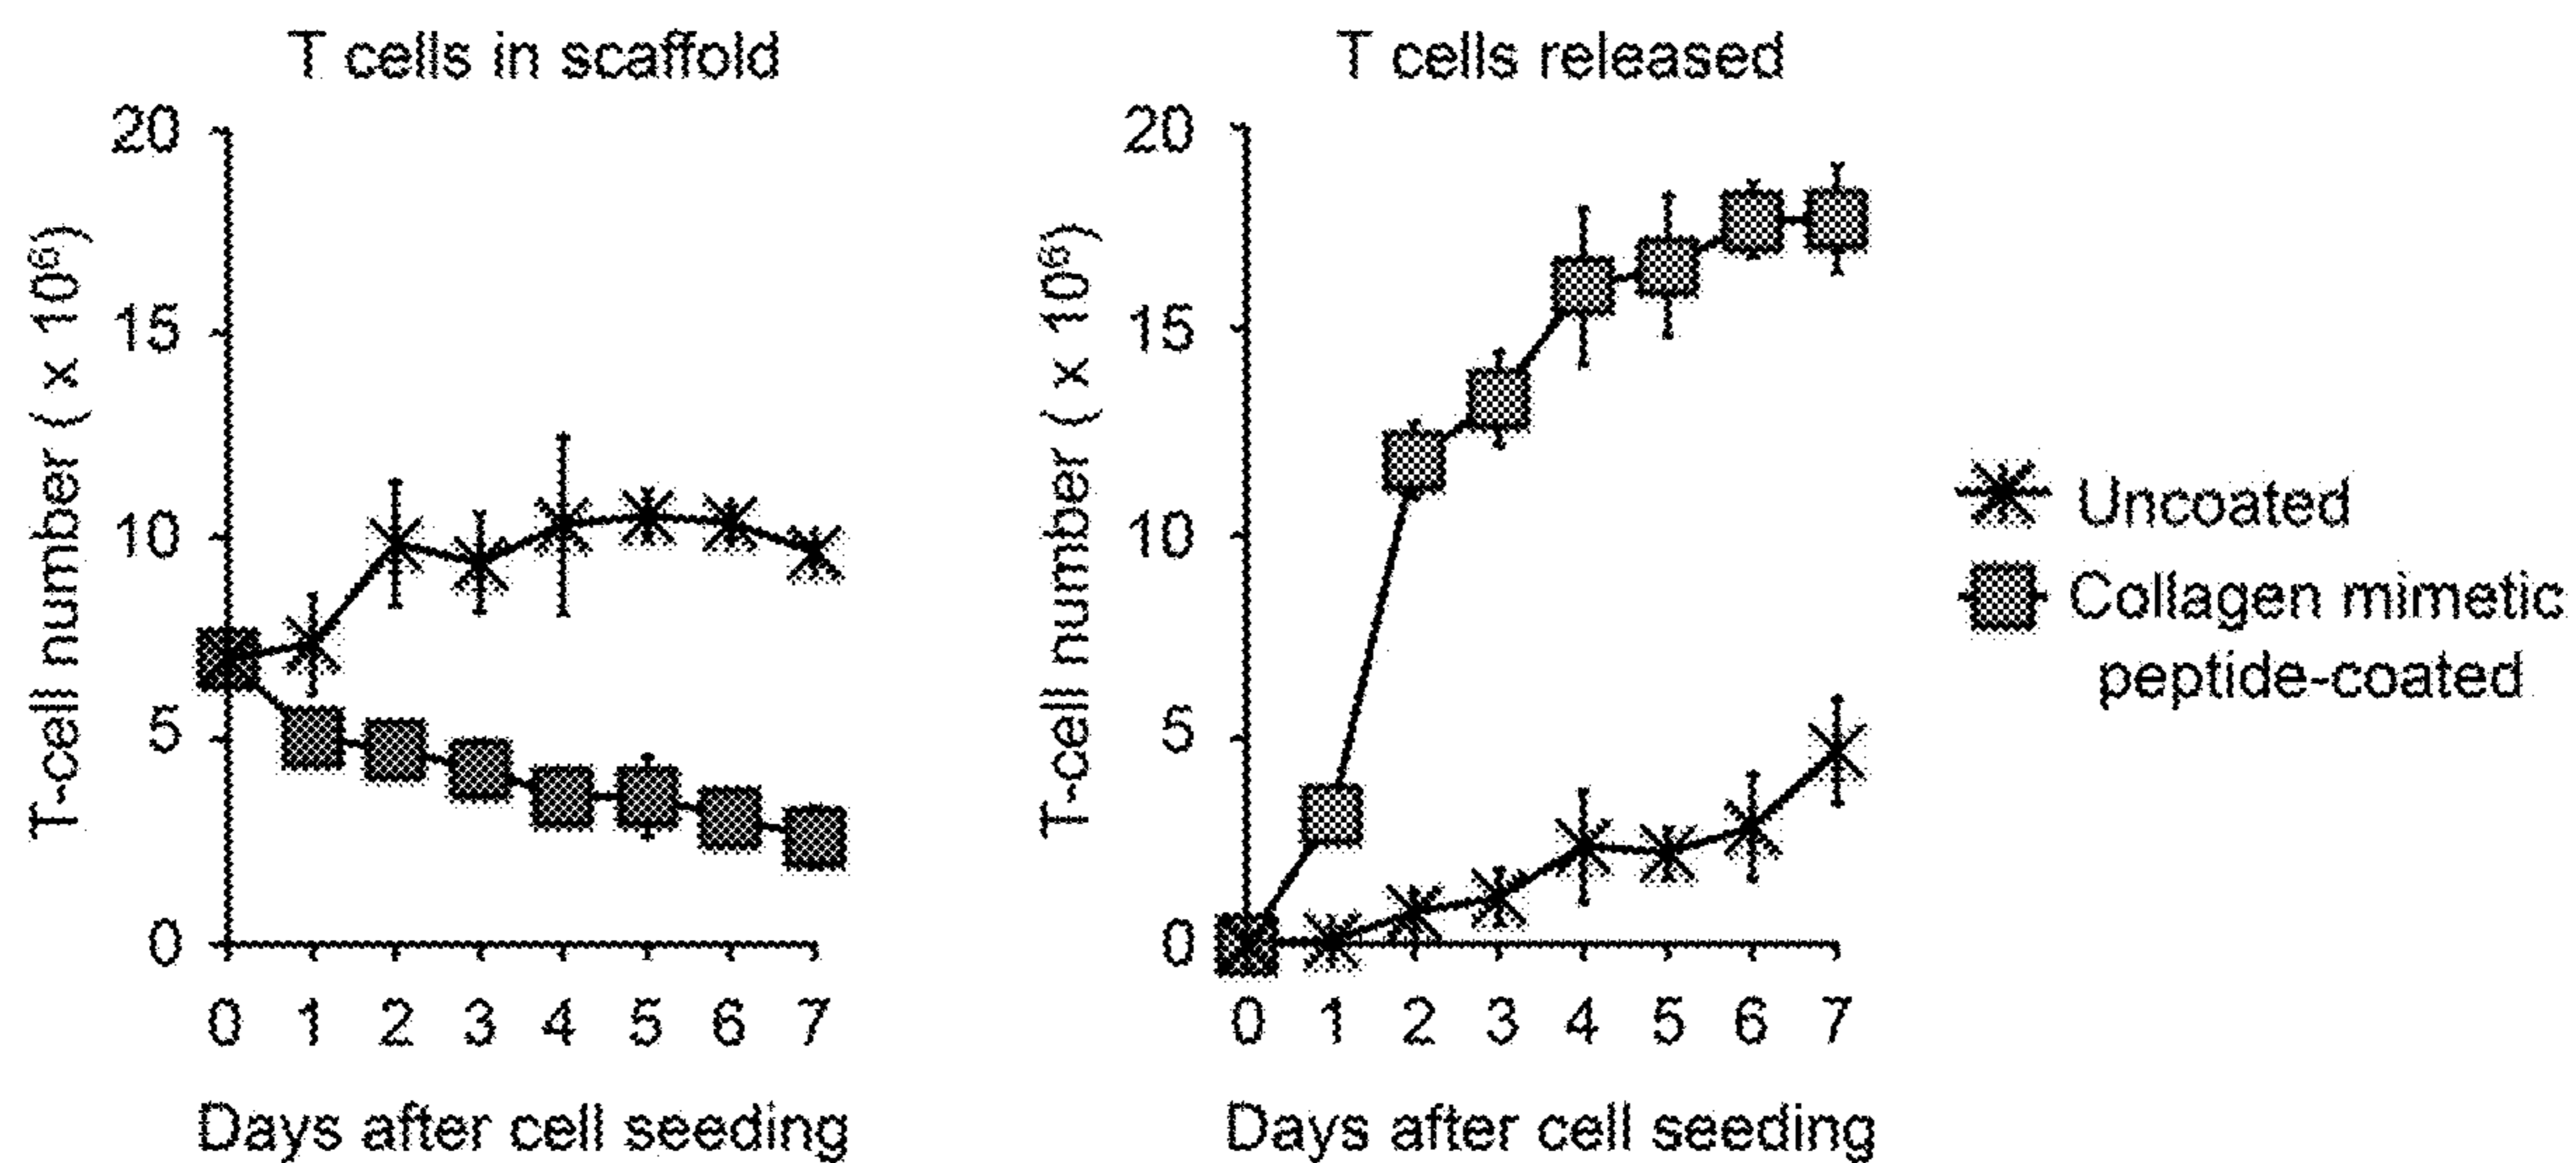 T cells in scaffold
T-cell number ( x 10⁶)
20
15
10
5
0
0 1 2 3 4 5 6 7
Days after cell seeding
T cells released
T-cell number ( x 10⁶)
20
15
10
5
0
0 1 2 3 4 5 6 7
Days after cell seeding
Uncoated
Collagen mimetic
peptide-coated